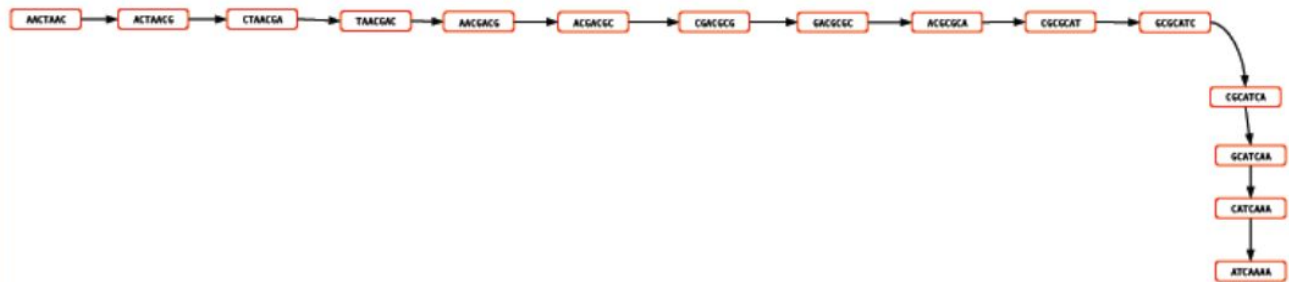 AACTAAC ACTAACG CTAACGA TAACGAC AACGACG ACGACGC CGACGCG GACGCGC ACGCGCA CGCGCAT GCGCATC
CGCATCA
GCATCAA
CATCAAA
ATCAAAA